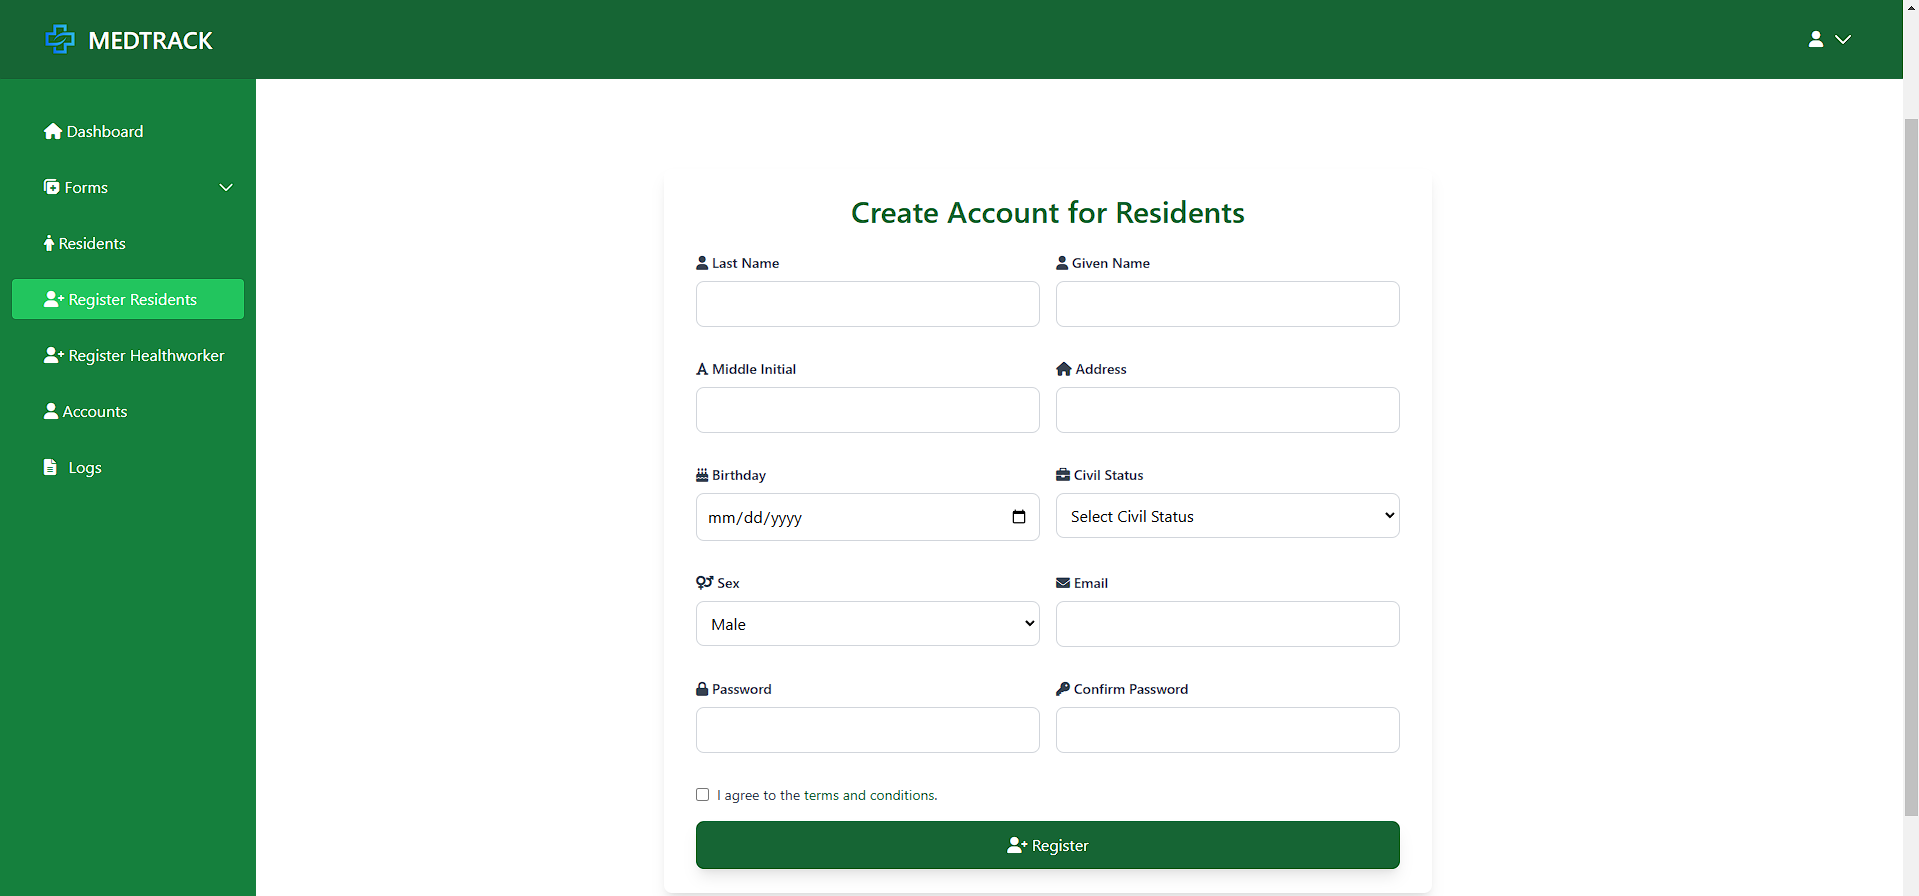 MEDTRACK
Dashboard
Forms
Residents
Register Residents
Register Healthworker
Accounts
Logs
Create Account for Residents
Last Name
Given Name
Middle Initial
Address
Birthday
Civil Status
mm/dd/yyyy
Select Civil Status
Sex
Email
Male
Password
Confirm Password
I agree to the terms and conditions.
Register